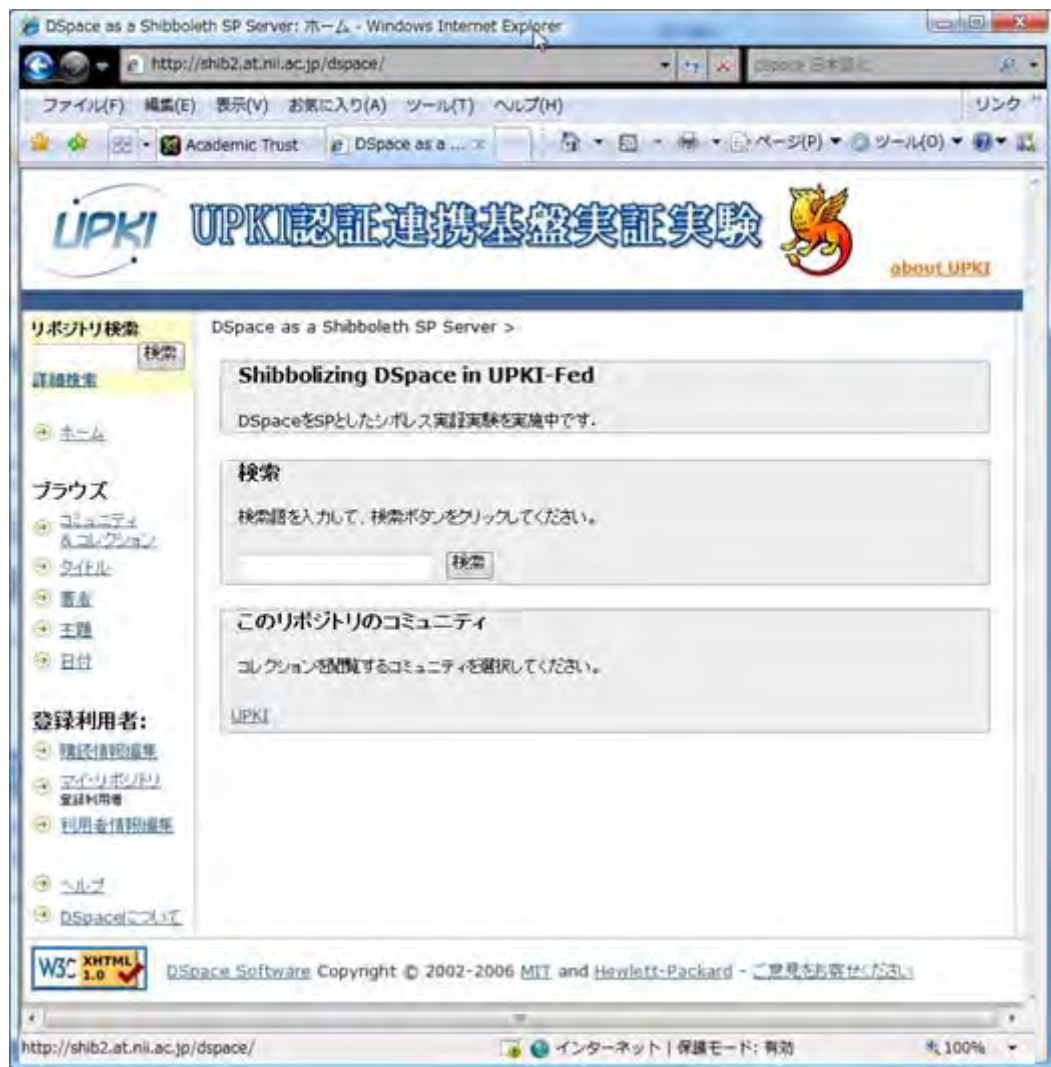 DSpace as a Shibboleth SP Server: ホーム - Windows Internet Explorer
http://shib2.at.nii.ac.jp/dspace/
dspace 日本語化
ファイル(F) 編集(E) 表示(V) お気に入り(A) ツール(T) ヘルプ(H) リンク
Academic Trust DSpace as a ... ページ(P) ツール(O)
UPKI UPKI認証連携基盤実証実験
about UPKI
リポジトリ検索
検索
詳細検索
ホーム
ブラウズ
コミュニティ
&コレクション
タイトル
著者
主題
日付
登録利用者:
購読情報編集
マイ・リポジトリ
登録利用者
利用者情報編集
ヘルプ
DSpaceについて
DSpace as a Shibboleth SP Server >
Shibbolizing DSpace in UPKI-Fed
DSpaceをSPとしたシボレス実証実験を実施中です.
検索
検索語を入力して、検索ボタンをクリックしてください。
検索
このリポジトリのコミュニティ
コレクションを閲覧するコミュニティを選択してください。
UPKI
W3C XHTML 1.0
DSpace Software Copyright © 2002-2006 MIT and Hewlett-Packard - ご意見をお寄せください
http://shib2.at.nii.ac.jp/dspace/ インターネット | 保護モード: 有効 100%